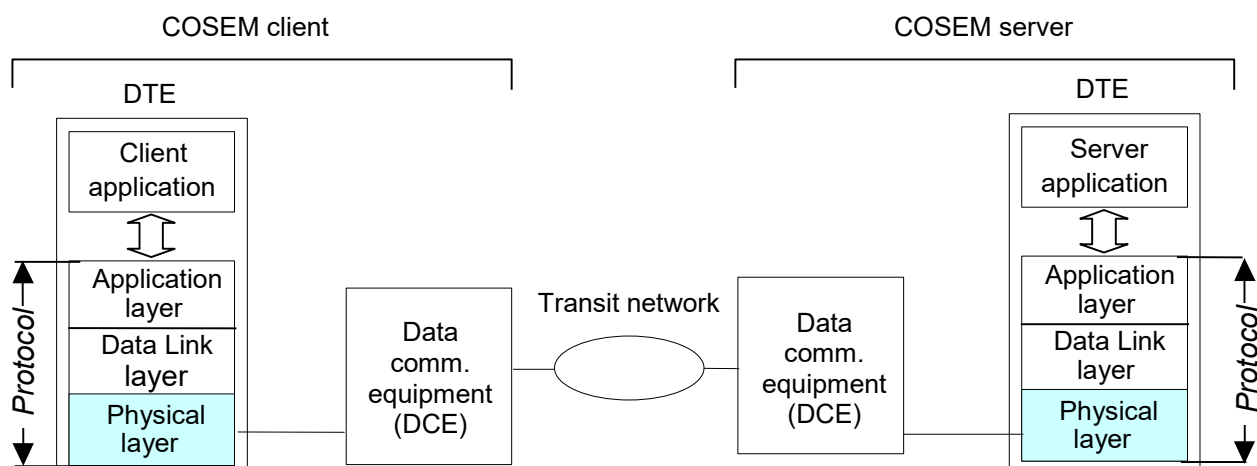 COSEM client
COSEM server
DTE
DTE
Client
application
Server
application
Protocol
Application
layer
Data Link
layer
Physical
layer
Data
comm.
equipment
(DCE)
Transit network
Data
comm.
equipment
(DCE)
Application
layer
Data Link
layer
Physical
layer
Protocol